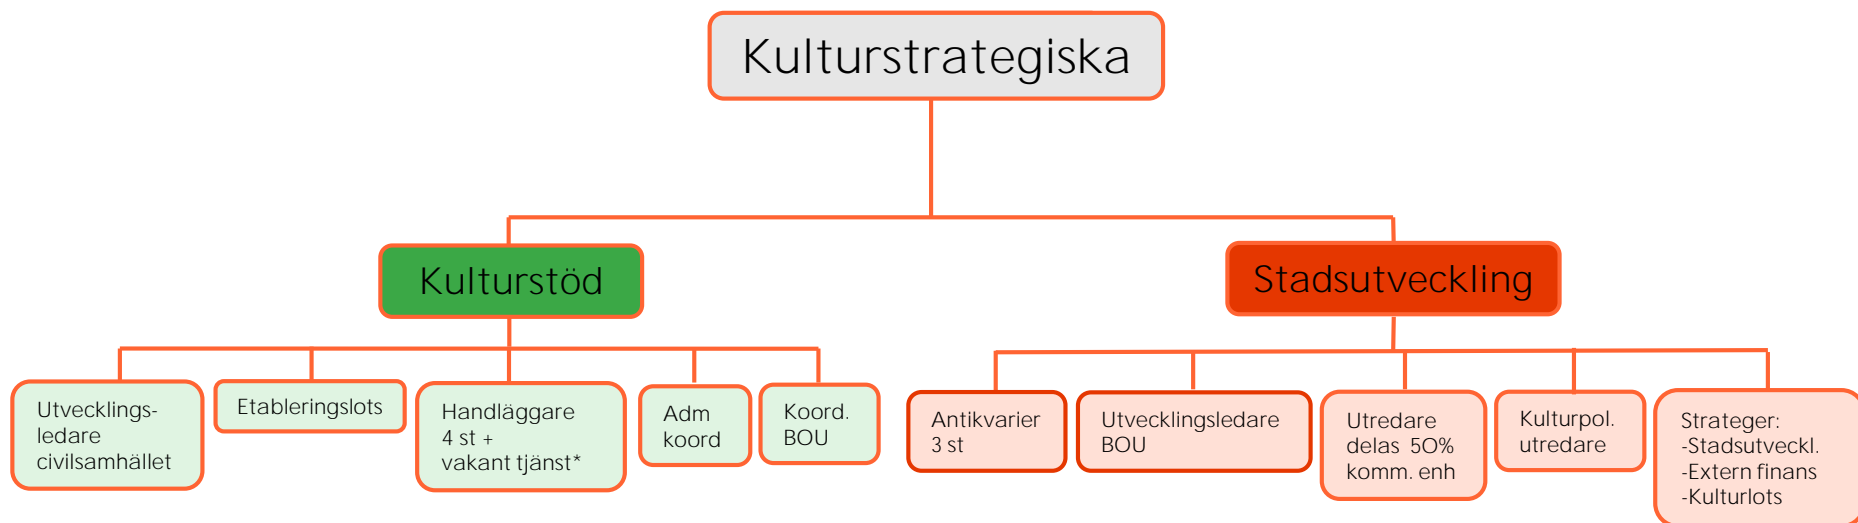 Kulturstrategiska
Kulturstöd
Stadsutveckling
Utvecklings-
ledare
civilsamhället
Etableringslots
Handläggare
4 st +
vakant tjänst*
Adm
koord
Koord.
BOU
Antikvarier
3 st
Utvecklingsledare
BOU
Utredare
delas 50%
komm. enh
Kulturpol.
utredare
Strateger:
-Stadsutveckl.
-Extern finans
-Kulturlots